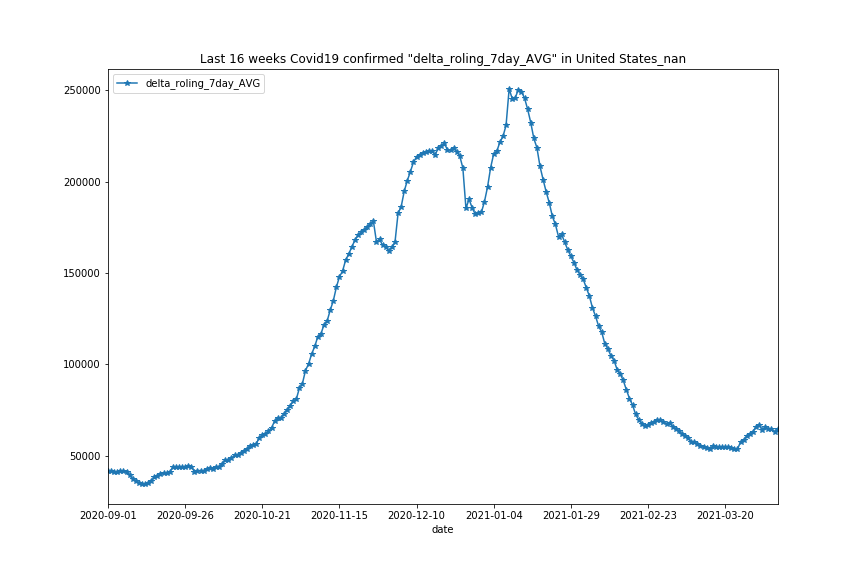 Last 16 weeks Covid19 confirmed "delta_roling_7day_AVG" in United States_nan
delta_roling_7day_AVG
250000
200000
150000
100000
50000
2020-09-01 2020-09-26 2020-10-21 2020-11-15 2020-12-10 2021-01-04 2021-01-29 2021-02-23 2021-03-20
date